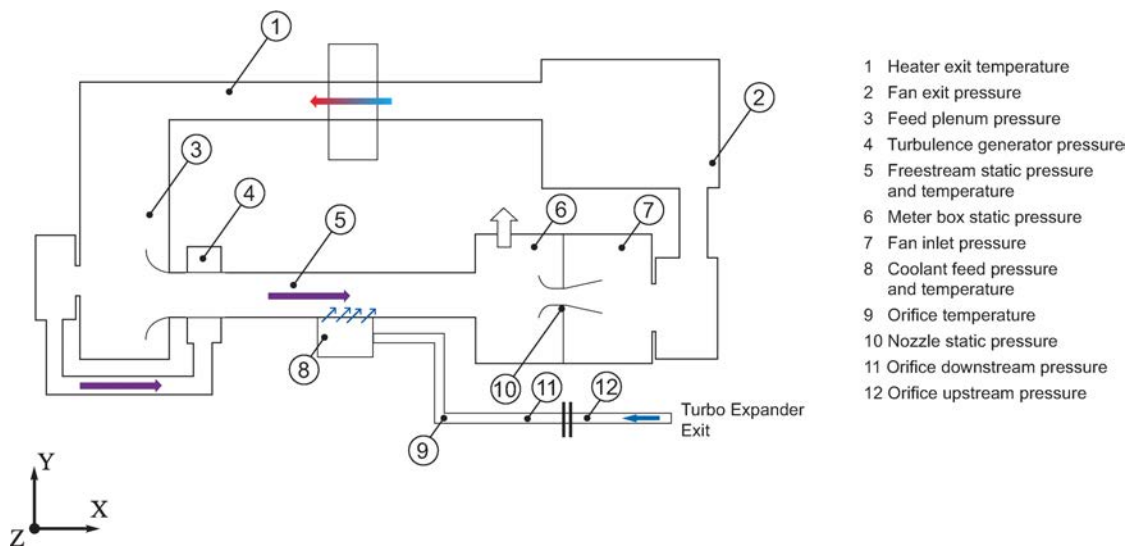 1
2
3
4
5
6
7
8
9
10
11
12
Turbo Expander
Exit
Y
X
Z
1 Heater exit temperature
2 Fan exit pressure
3 Feed plenum pressure
4 Turbulence generator pressure
5 Freestream static pressure
and temperature
6 Meter box static pressure
7 Fan inlet pressure
8 Coolant feed pressure
and temperature
9 Orifice temperature
10 Nozzle static pressure
11 Orifice downstream pressure
12 Orifice upstream pressure